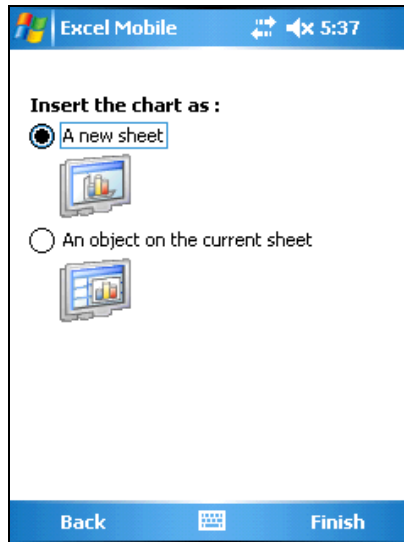 Excel Mobile 5:37
Insert the chart as :
A new sheet
An object on the current sheet
Back Finish